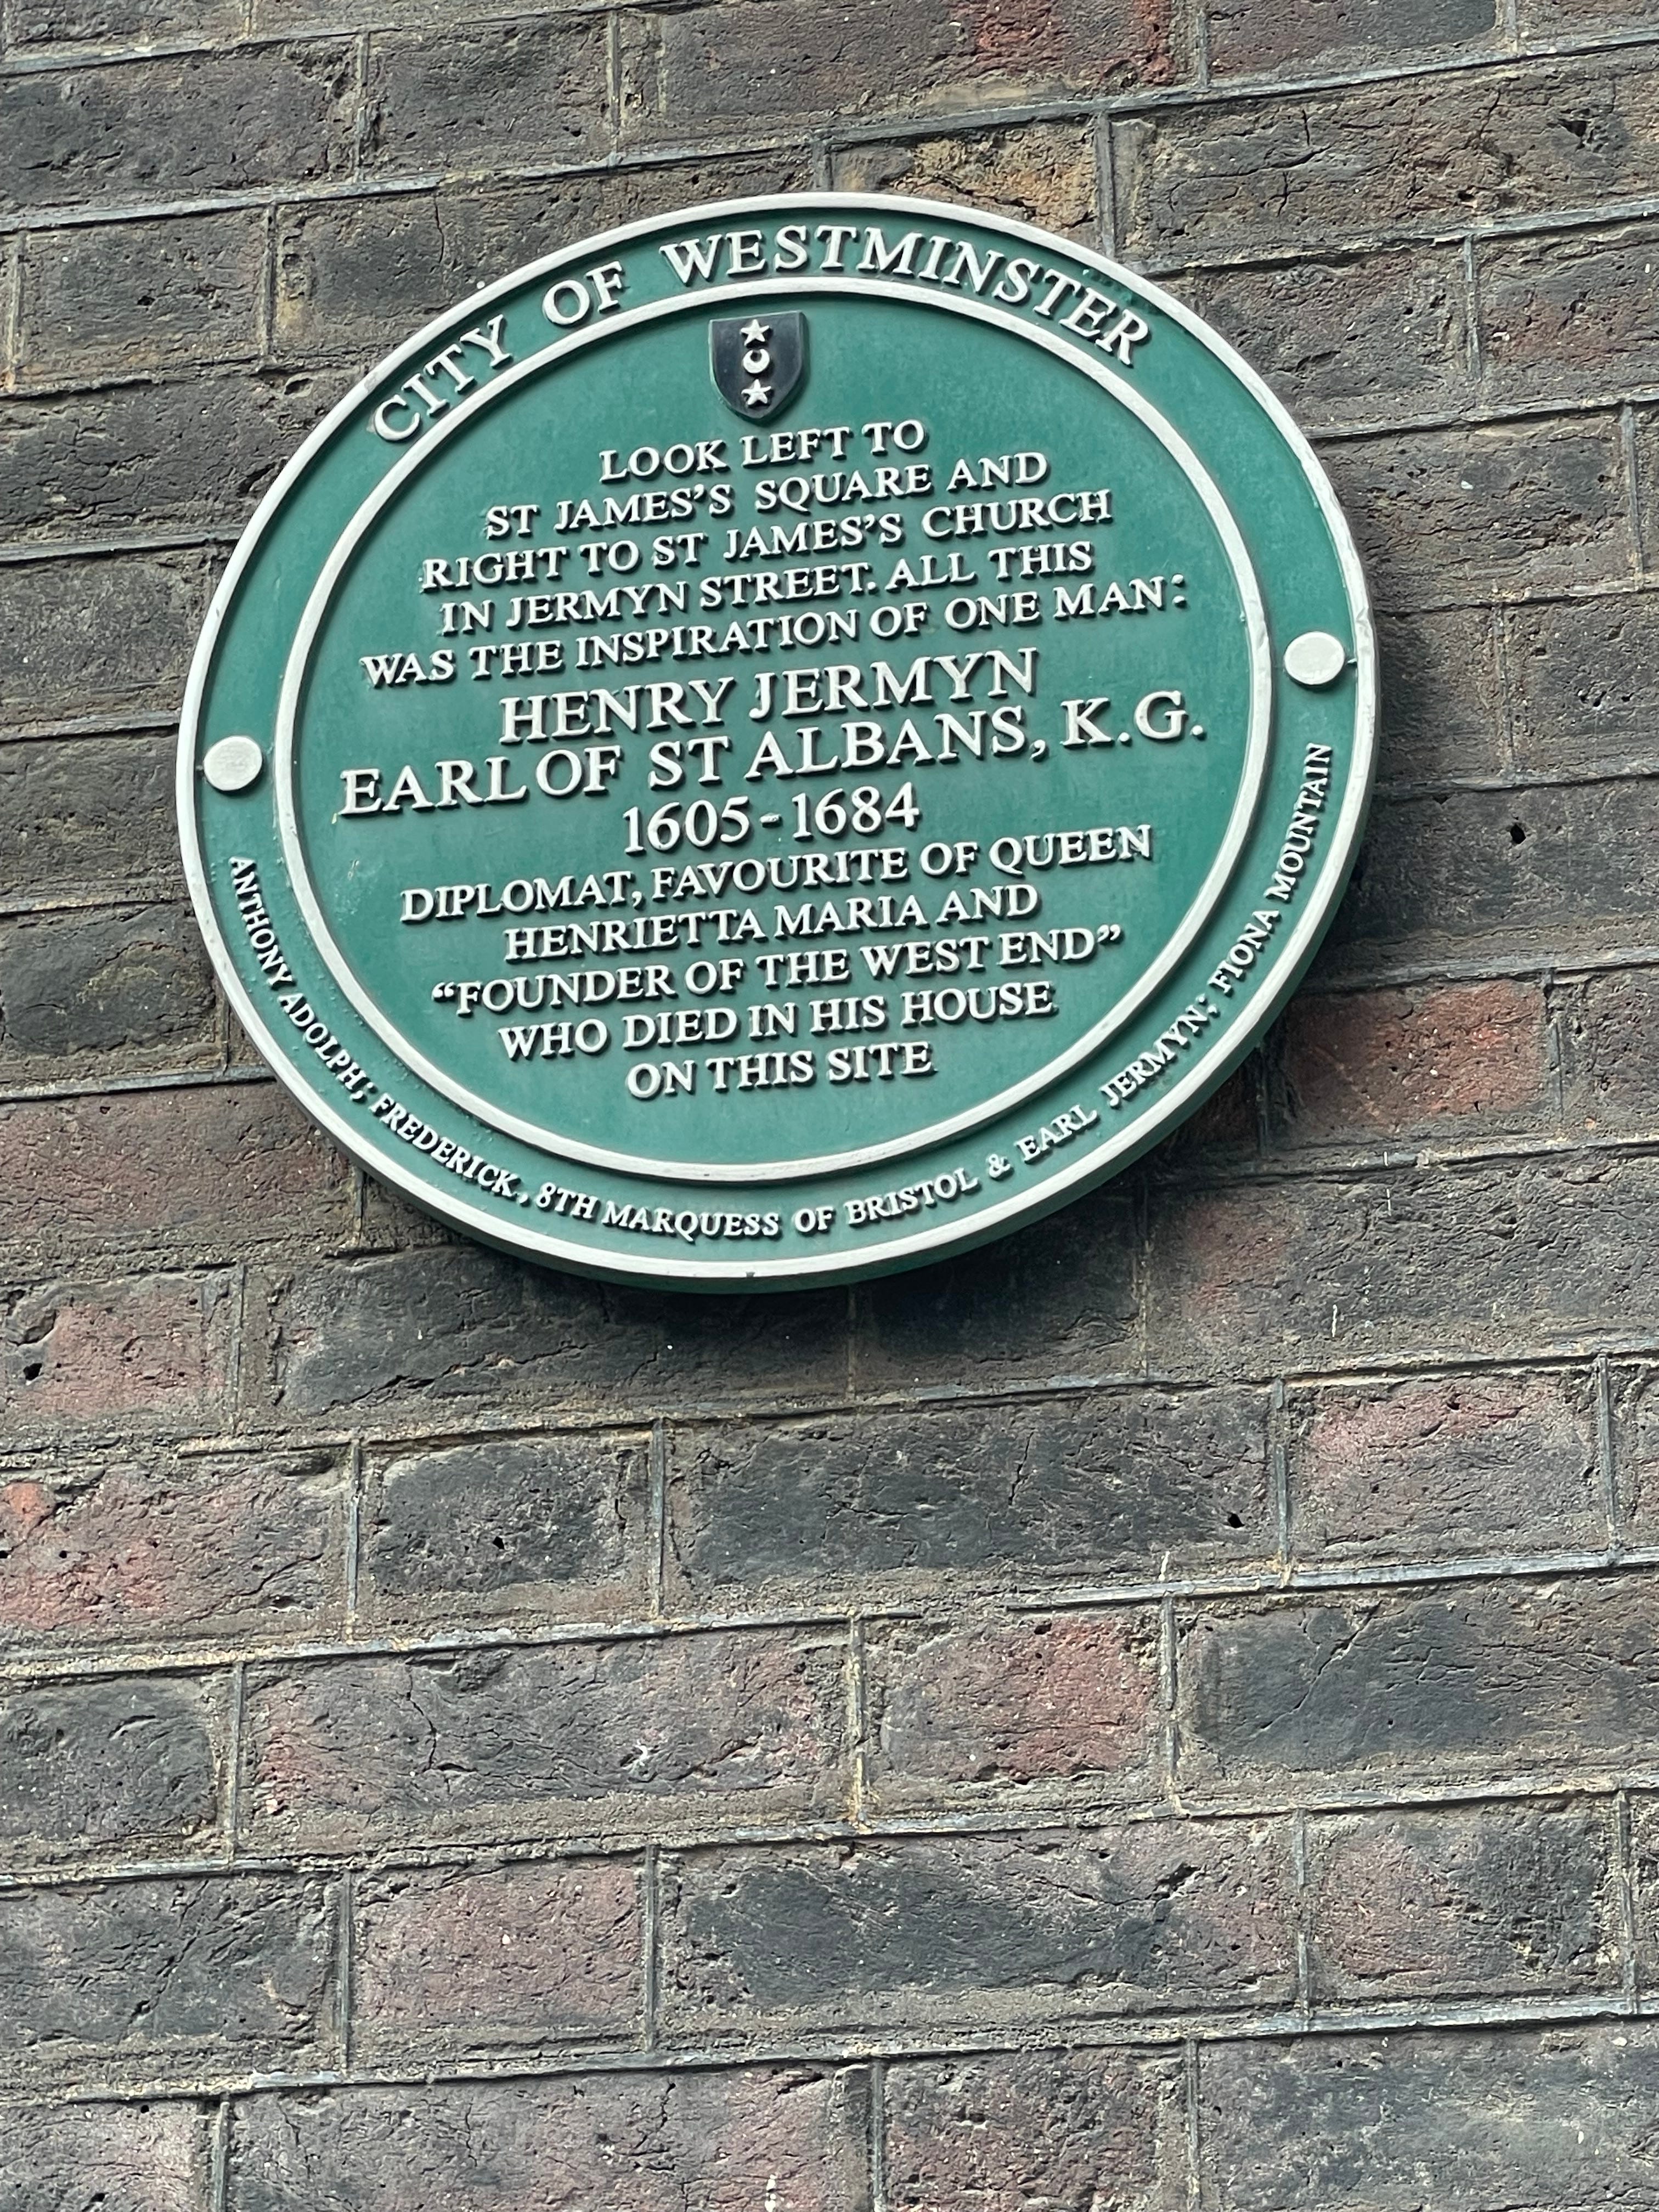 CITY OF WESTMINSTER
LOOK LEFT TO
ST JAMES'S SQUARE AND
RIGHT TO ST JAMES'S CHURCH
IN JERMYN STREET. ALL THIS
WAS THE INSPIRATION OF ONE MAN:
HENRY JERMYN
EARL OF ST ALBANS, K.G.
1605-1684
DIPLOMAT, FAVOURITE OF QUEEN
HENRIETTA MARIA AND
“FOUNDER OF THE WEST END”
WHO DIED IN HIS HOUSE
ON THIS SITE
ANTHONY ADOLPH; FREDERICK, 8TH MARQUESS OF BRISTOL & EARL JERMYN; FIONA MOUNTAIN